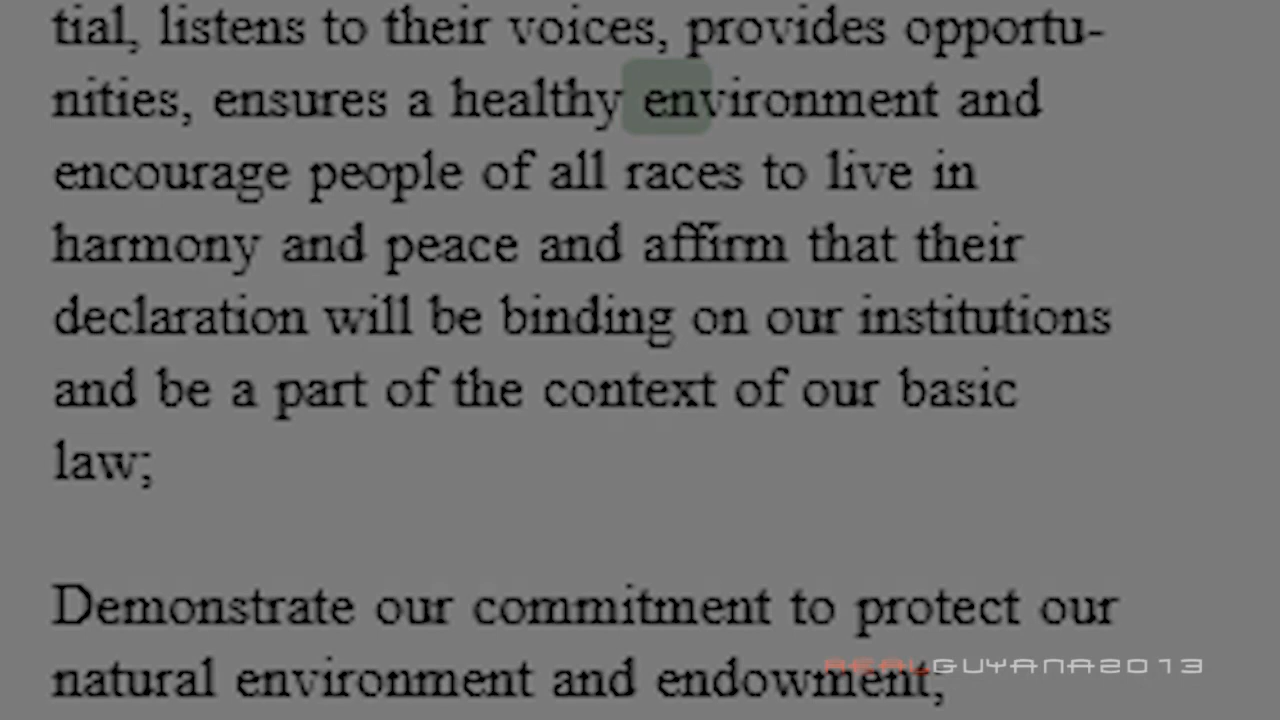 tial, listens to their voices, provides opportu-
nities, ensures a healthy environment and
encourage people of all races to live in
harmony and peace and affirm that their
declaration will be binding on our institutions
and be a part of the context of our basic
law;
Demonstrate our commitment to protect our
natural environment and endowment;
REALGUYANA2013